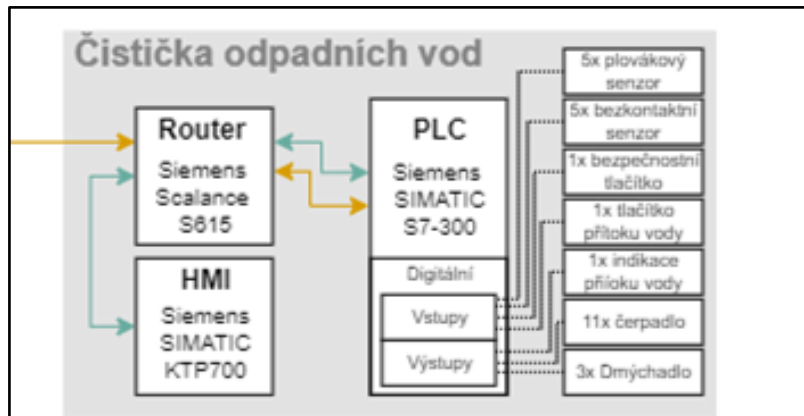 Čistička odpadních vod
Router
Siemens
Scalance
S615
HMI
Siemens
SIMATIC
KTP700
PLC
Siemens
SIMATIC
S7-300
Digitální
Vstupy
Výstupy
5x plovákový
senzor
5x bezkontaktní
senzor
1x bezpečnostní
tlačítko
1x tlačítko
přítoku vody
1x indikace
přiíoku vody
11x čerpadlo
3x Dmýchadlo